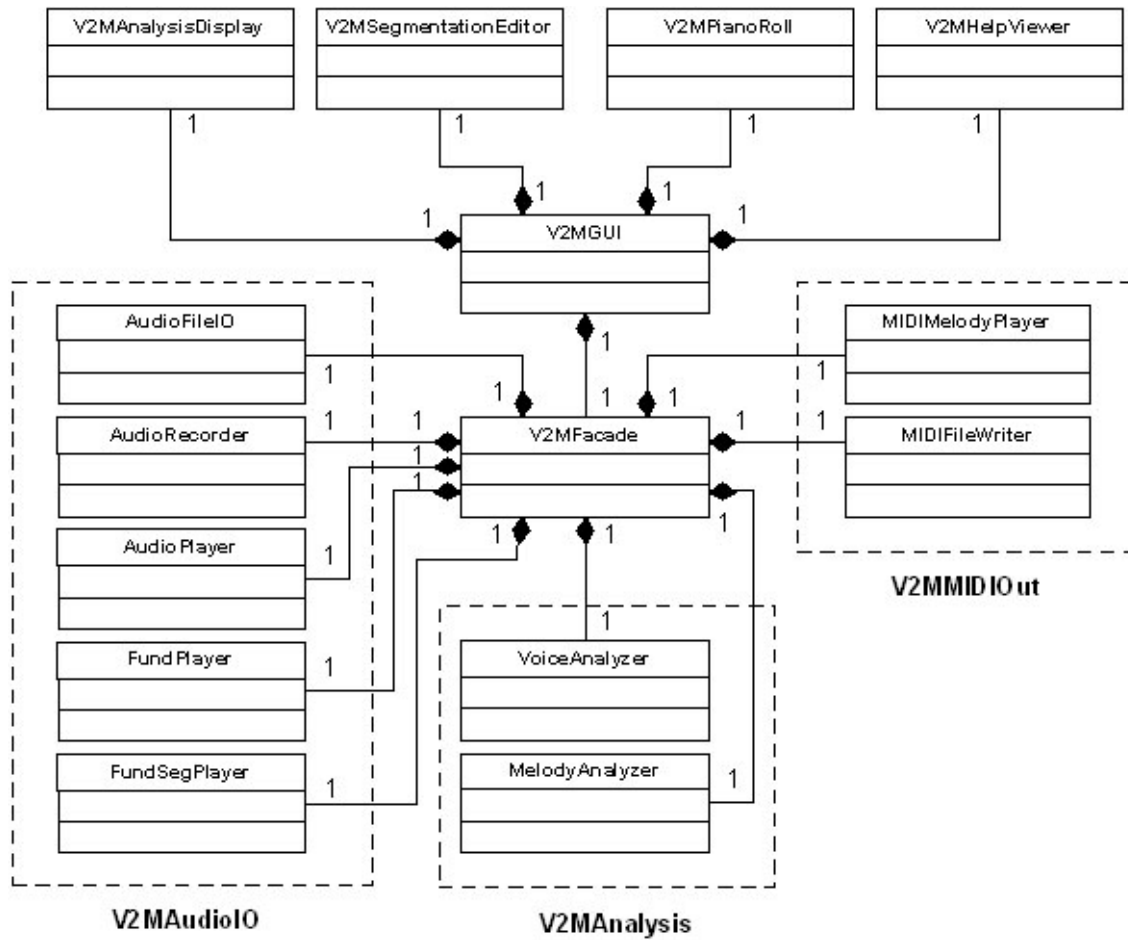 V2MAnalysisDisplay
V2MSegmentationEditor
V2MPianoRoll
V2MHelpViewer
1
1
1
1
1
1
1
1
V2MGUI
AudioFileIO
MIDIMelodyPlayer
1
1
1
1
1
1
AudioRecorder
V2MFacade
MIDIFileWriter
1
1
1
1
1
1
AudioPlayer
1
1
1
1
V2MMIDIOut
FundPlayer
1
1
VoiceAnalyzer
FundSegPlayer
1
MelodyAnalyzer
1
V2MAudioIO
V2MAnalysis